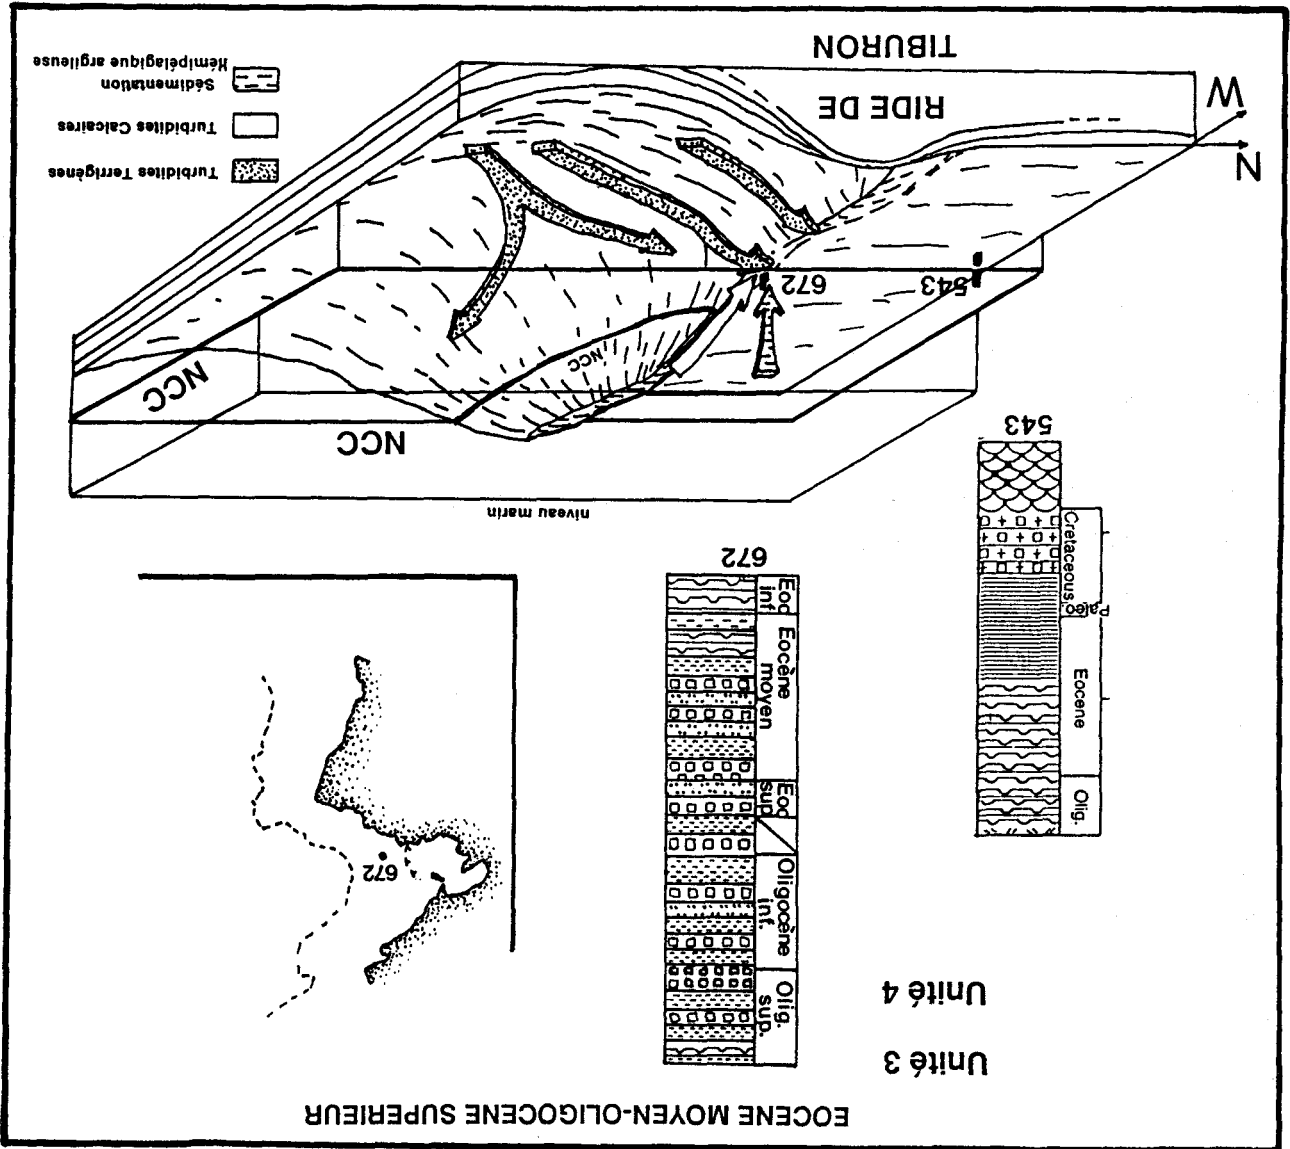 EOCENE MOYEN-OLIGOCENE SUPERIEUR
Unité 3
Unité 4
Olig.
sup.
Oligocène
inf.
Eoc
sup
Eocène
moyen
Eoc
inf
672
Olig.
Eocene
Paléo.
Cretaceous
543
672
niveau marin
NCC
NCC
NCC
672
543
N
W
RIDE DE
TIBURON
Turbidites Terrigènes
Turbidites Calcaires
Sédimentation
Hémipélagique argileuse